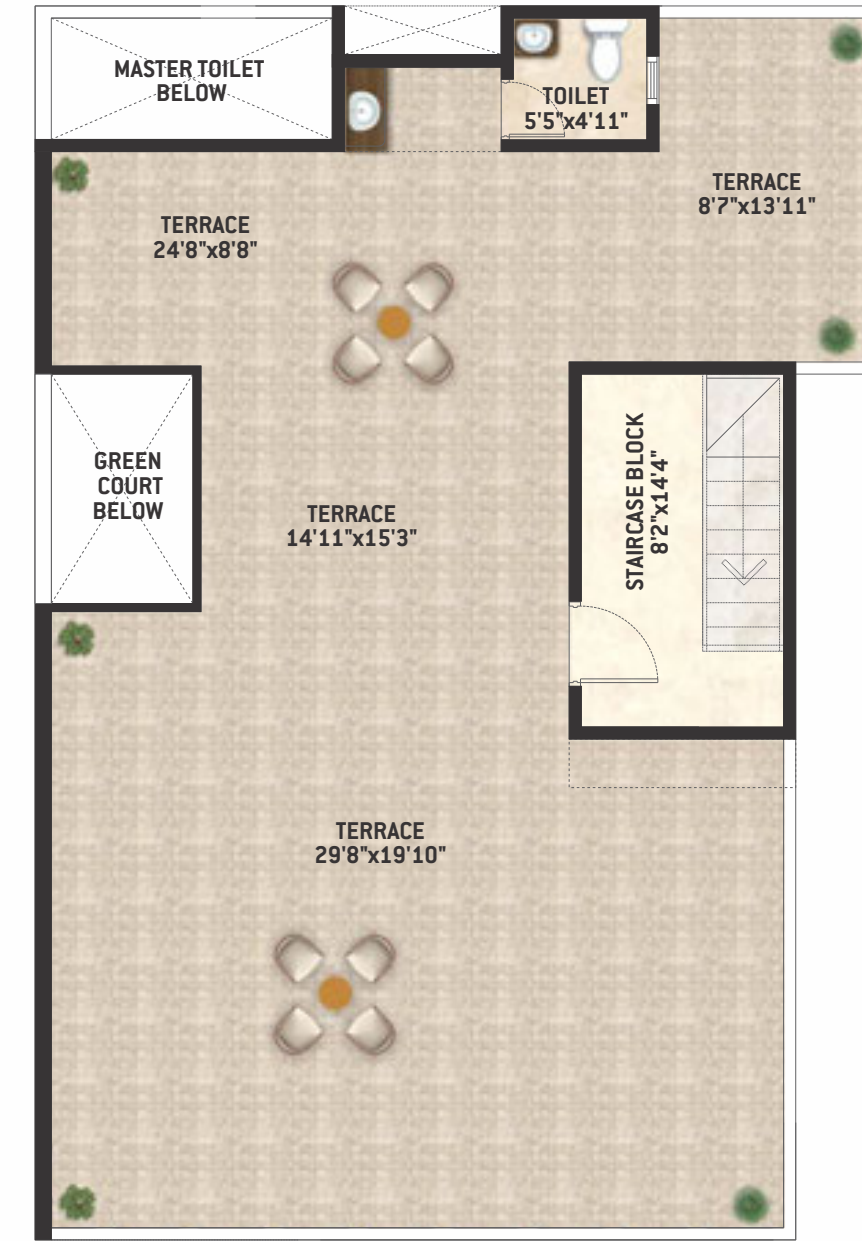 MASTER TOILET
BELOW
TOILET
5'5"x4'11"
TERRACE
8'7"x13'11"
TERRACE
24'8"x8'8"
GREEN
COURT
BELOW
TERRACE
14'11"x15'3"
STAIRCASE BLOCK
8'2"x14'4"
TERRACE
29'8"x19'10"